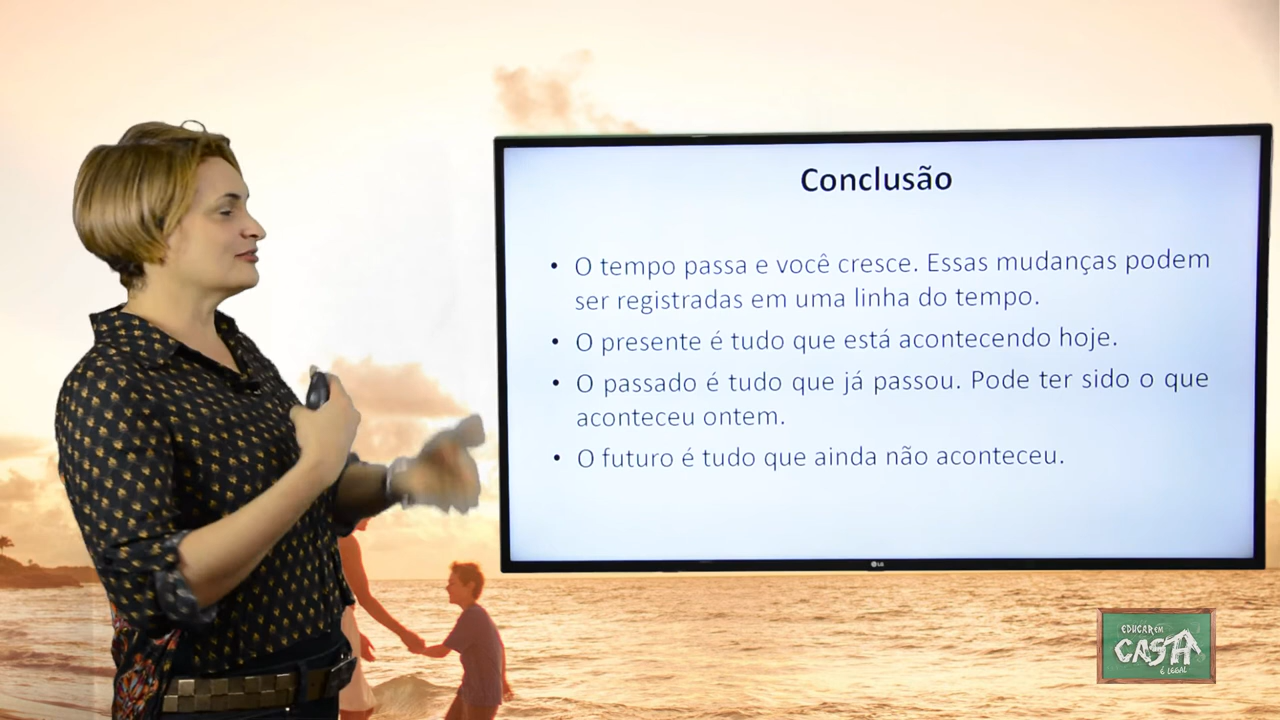 Conclusão
• O tempo passa e você cresce. Essas mudanças podem
ser registradas em uma linha do tempo.
• O presente é tudo que está acontecendo hoje.
• O passado é tudo que já passou. Pode ter sido o que
aconteceu ontem.
• O futuro é tudo que ainda não aconteceu.
LG
EDUCAR EM
CASA
É LEGAL